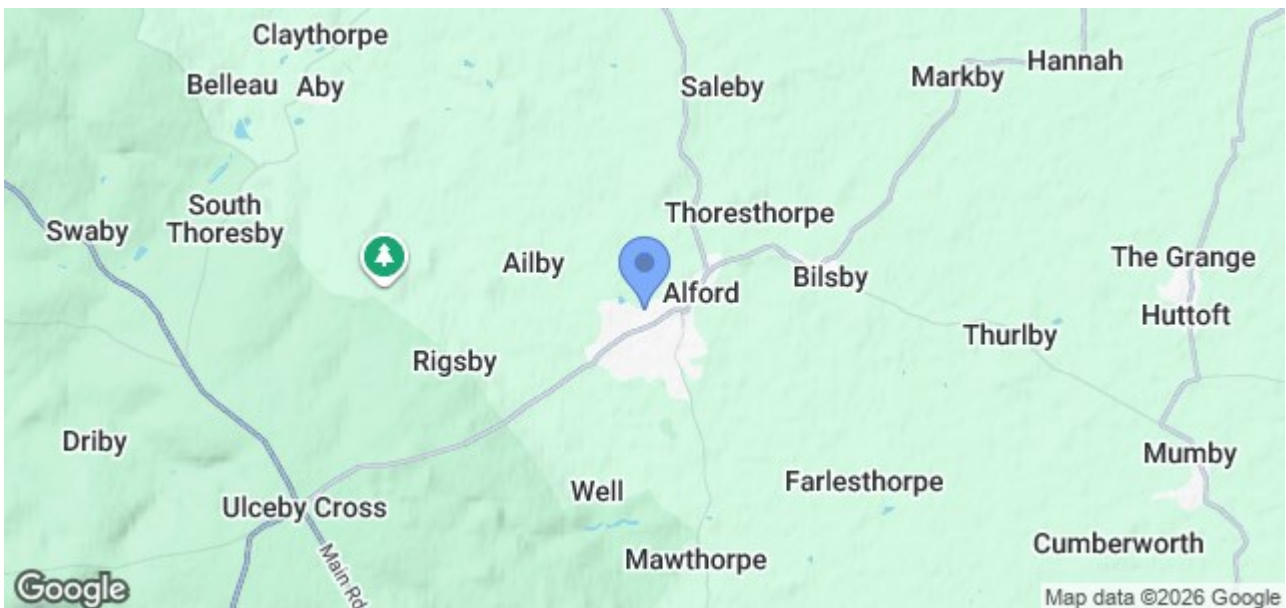 Claythorpe
Hannah
Belleau
Aby
Saleby
Markby
South
Thoresby
Thoresthorpe
Swaby
Ailby
The Grange
Bilsby
Alford
Huttoft
Thurlby
Rigsby
Driby
Mumby
Well
Farlesthorpe
Ulceby Cross
Main Rd
Cumberworth
Mawthorpe
Google
Map data ©2026 Google